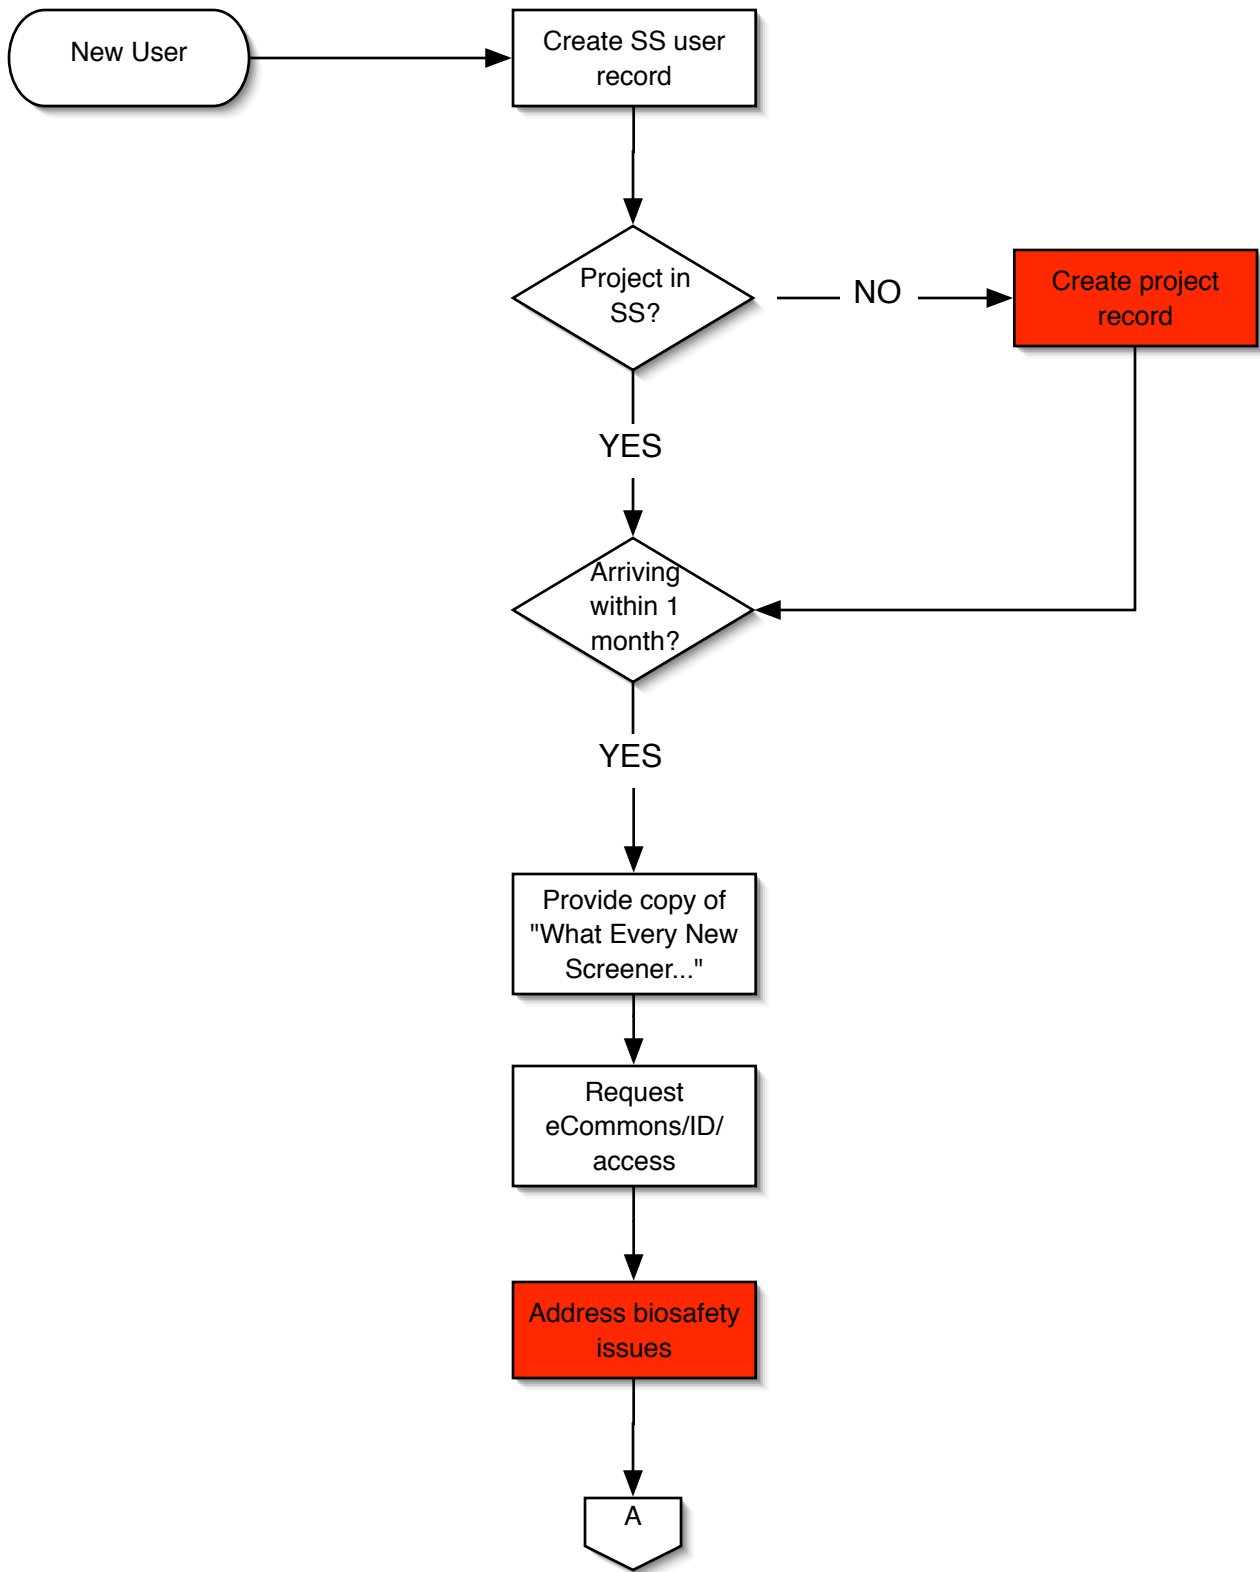 New User
Create SS user
record
Project in
SS?
NO
Create project
record
YES
Arriving
within 1
month?
YES
Provide copy of
"What Every New
Screener..."
Request
eCommons/ID/
access
Address biosafety
issues
A